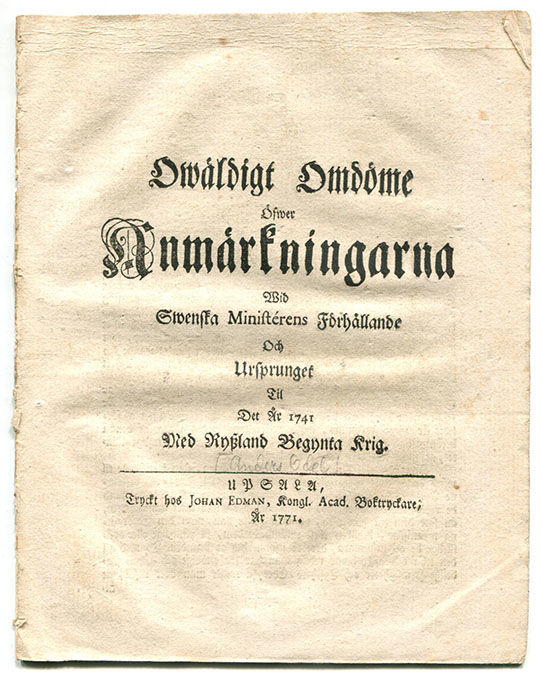 Owäldigt Omdöme
Öfwer
Anmärkningarna
Wid
Swenska Ministérens Förhållande
Och
Ursprunget
Til
Det År 1741
Med Ryßland Begynta Krig.
[Anders
UPSALA,
Tryckt hos JOHAN EDMAN, Kongl. Acad. Boktryckare,
År 1771.